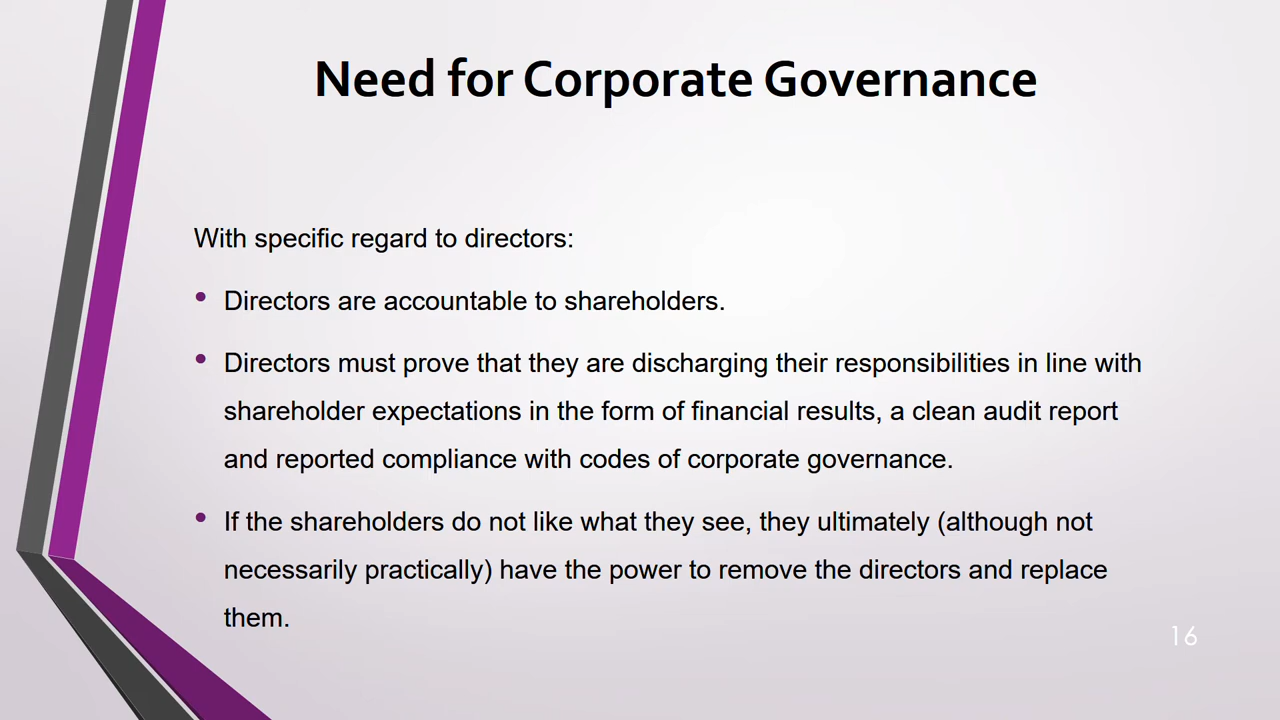 Need for Corporate Governance
With specific regard to directors:
• Directors are accountable to shareholders.
• Directors must prove that they are discharging their responsibilities in line with
shareholder expectations in the form of financial results, a clean audit report
and reported compliance with codes of corporate governance.
• If the shareholders do not like what they see, they ultimately (although not
necessarily practically) have the power to remove the directors and replace
them.
16